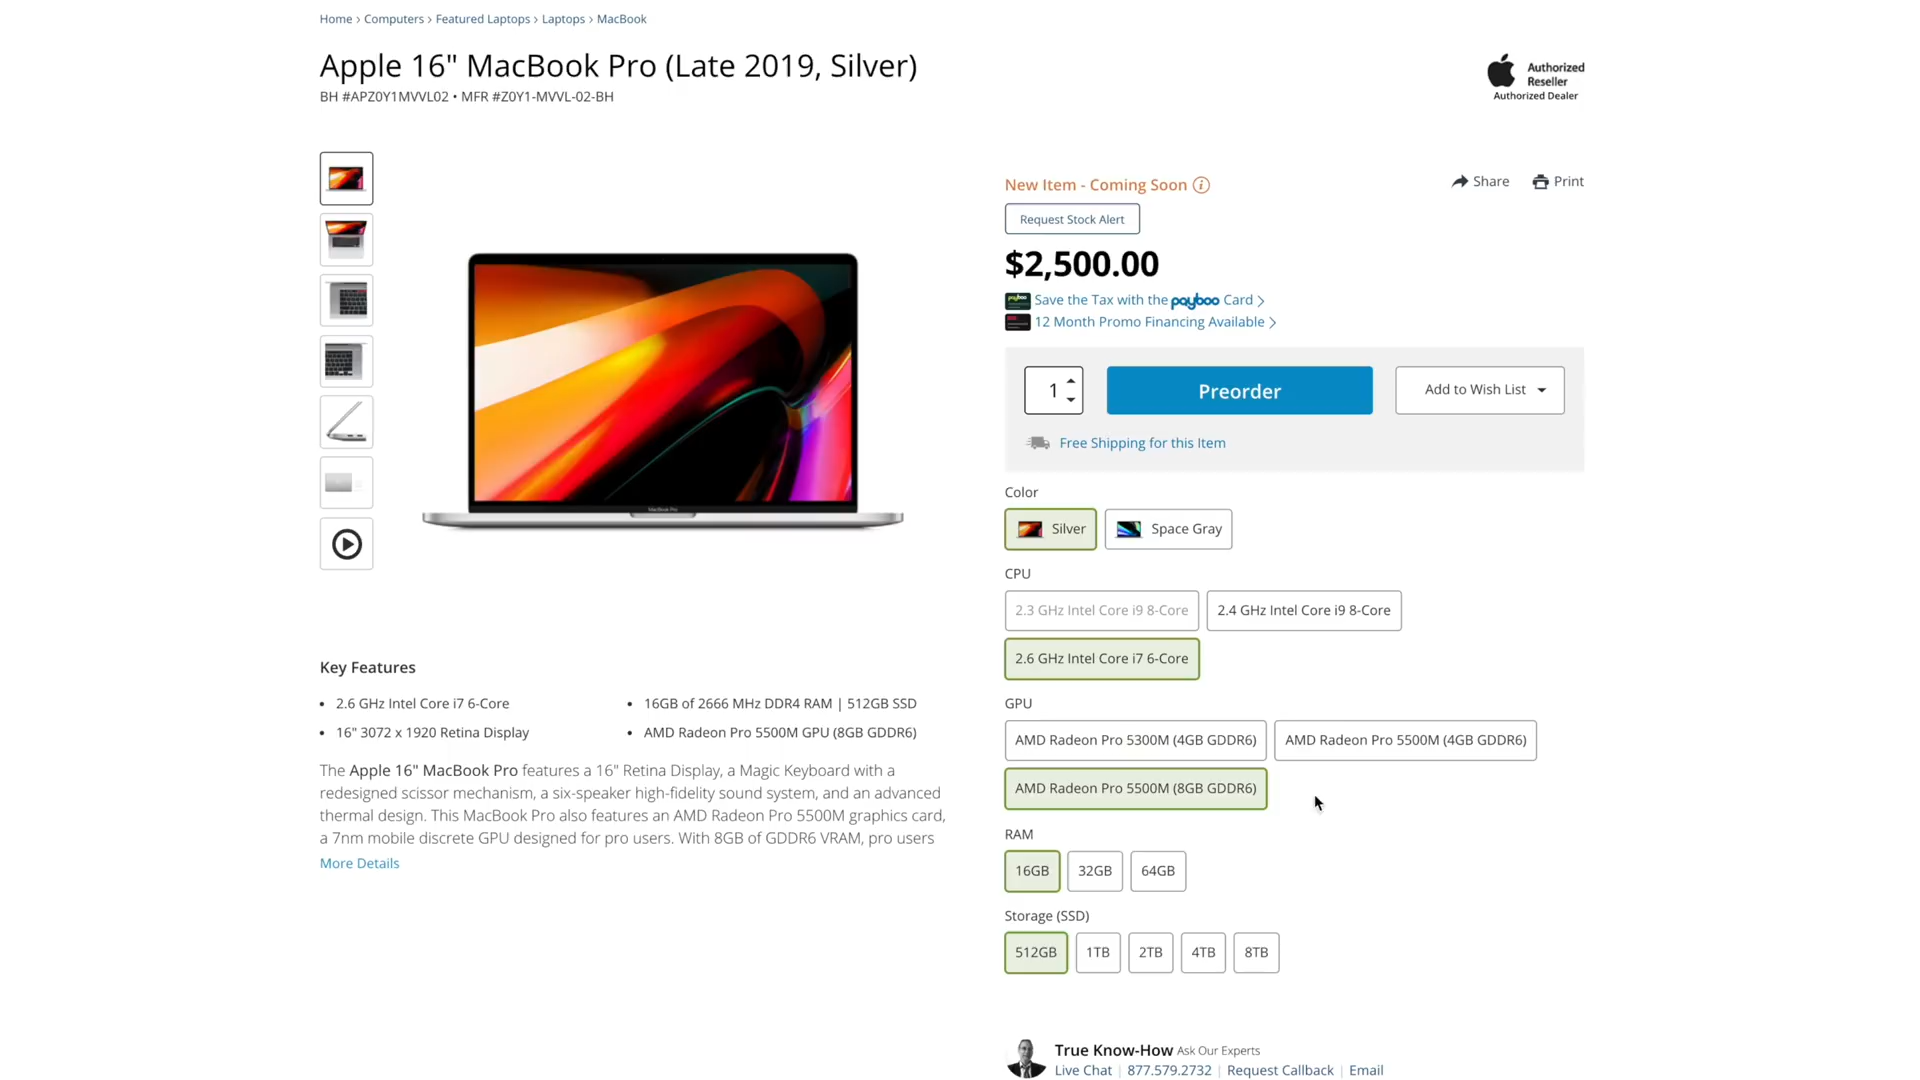 Home › Computers › Featured Laptops › Laptops › MacBook
Apple 16" MacBook Pro (Late 2019, Silver)
BH #APZ0Y1MVVL02 • MFR #Z0Y1-MVVL-02-BH
Authorized
Reseller
Authorized Dealer
New Item - Coming Soon
Share
Print
Request Stock Alert
$2,500.00
payboo Save the Tax with the payboo Card
12 Month Promo Financing Available
1
Preorder
Add to Wish List
Free Shipping for this Item
MacBook Pro
Color
Silver
Space Gray
CPU
2.3 GHz Intel Core i9 8-Core
2.4 GHz Intel Core i9 8-Core
2.6 GHz Intel Core i7 6-Core
GPU
AMD Radeon Pro 5300M (4GB GDDR6)
AMD Radeon Pro 5500M (4GB GDDR6)
AMD Radeon Pro 5500M (8GB GDDR6)
RAM
16GB
32GB
64GB
Storage (SSD)
512GB
1TB
2TB
4TB
8TB
Key Features
• 2.6 GHz Intel Core i7 6-Core
• 16GB of 2666 MHz DDR4 RAM | 512GB SSD
• 16" 3072 x 1920 Retina Display
• AMD Radeon Pro 5500M GPU (8GB GDDR6)
The Apple 16" MacBook Pro features a 16" Retina Display, a Magic Keyboard with a
redesigned scissor mechanism, a six-speaker high-fidelity sound system, and an advanced
thermal design. This MacBook Pro also features an AMD Radeon Pro 5500M graphics card,
a 7nm mobile discrete GPU designed for pro users. With 8GB of GDDR6 VRAM, pro users
More Details
True Know-How Ask Our Experts
Live Chat | 877.579.2732 | Request Callback | Email